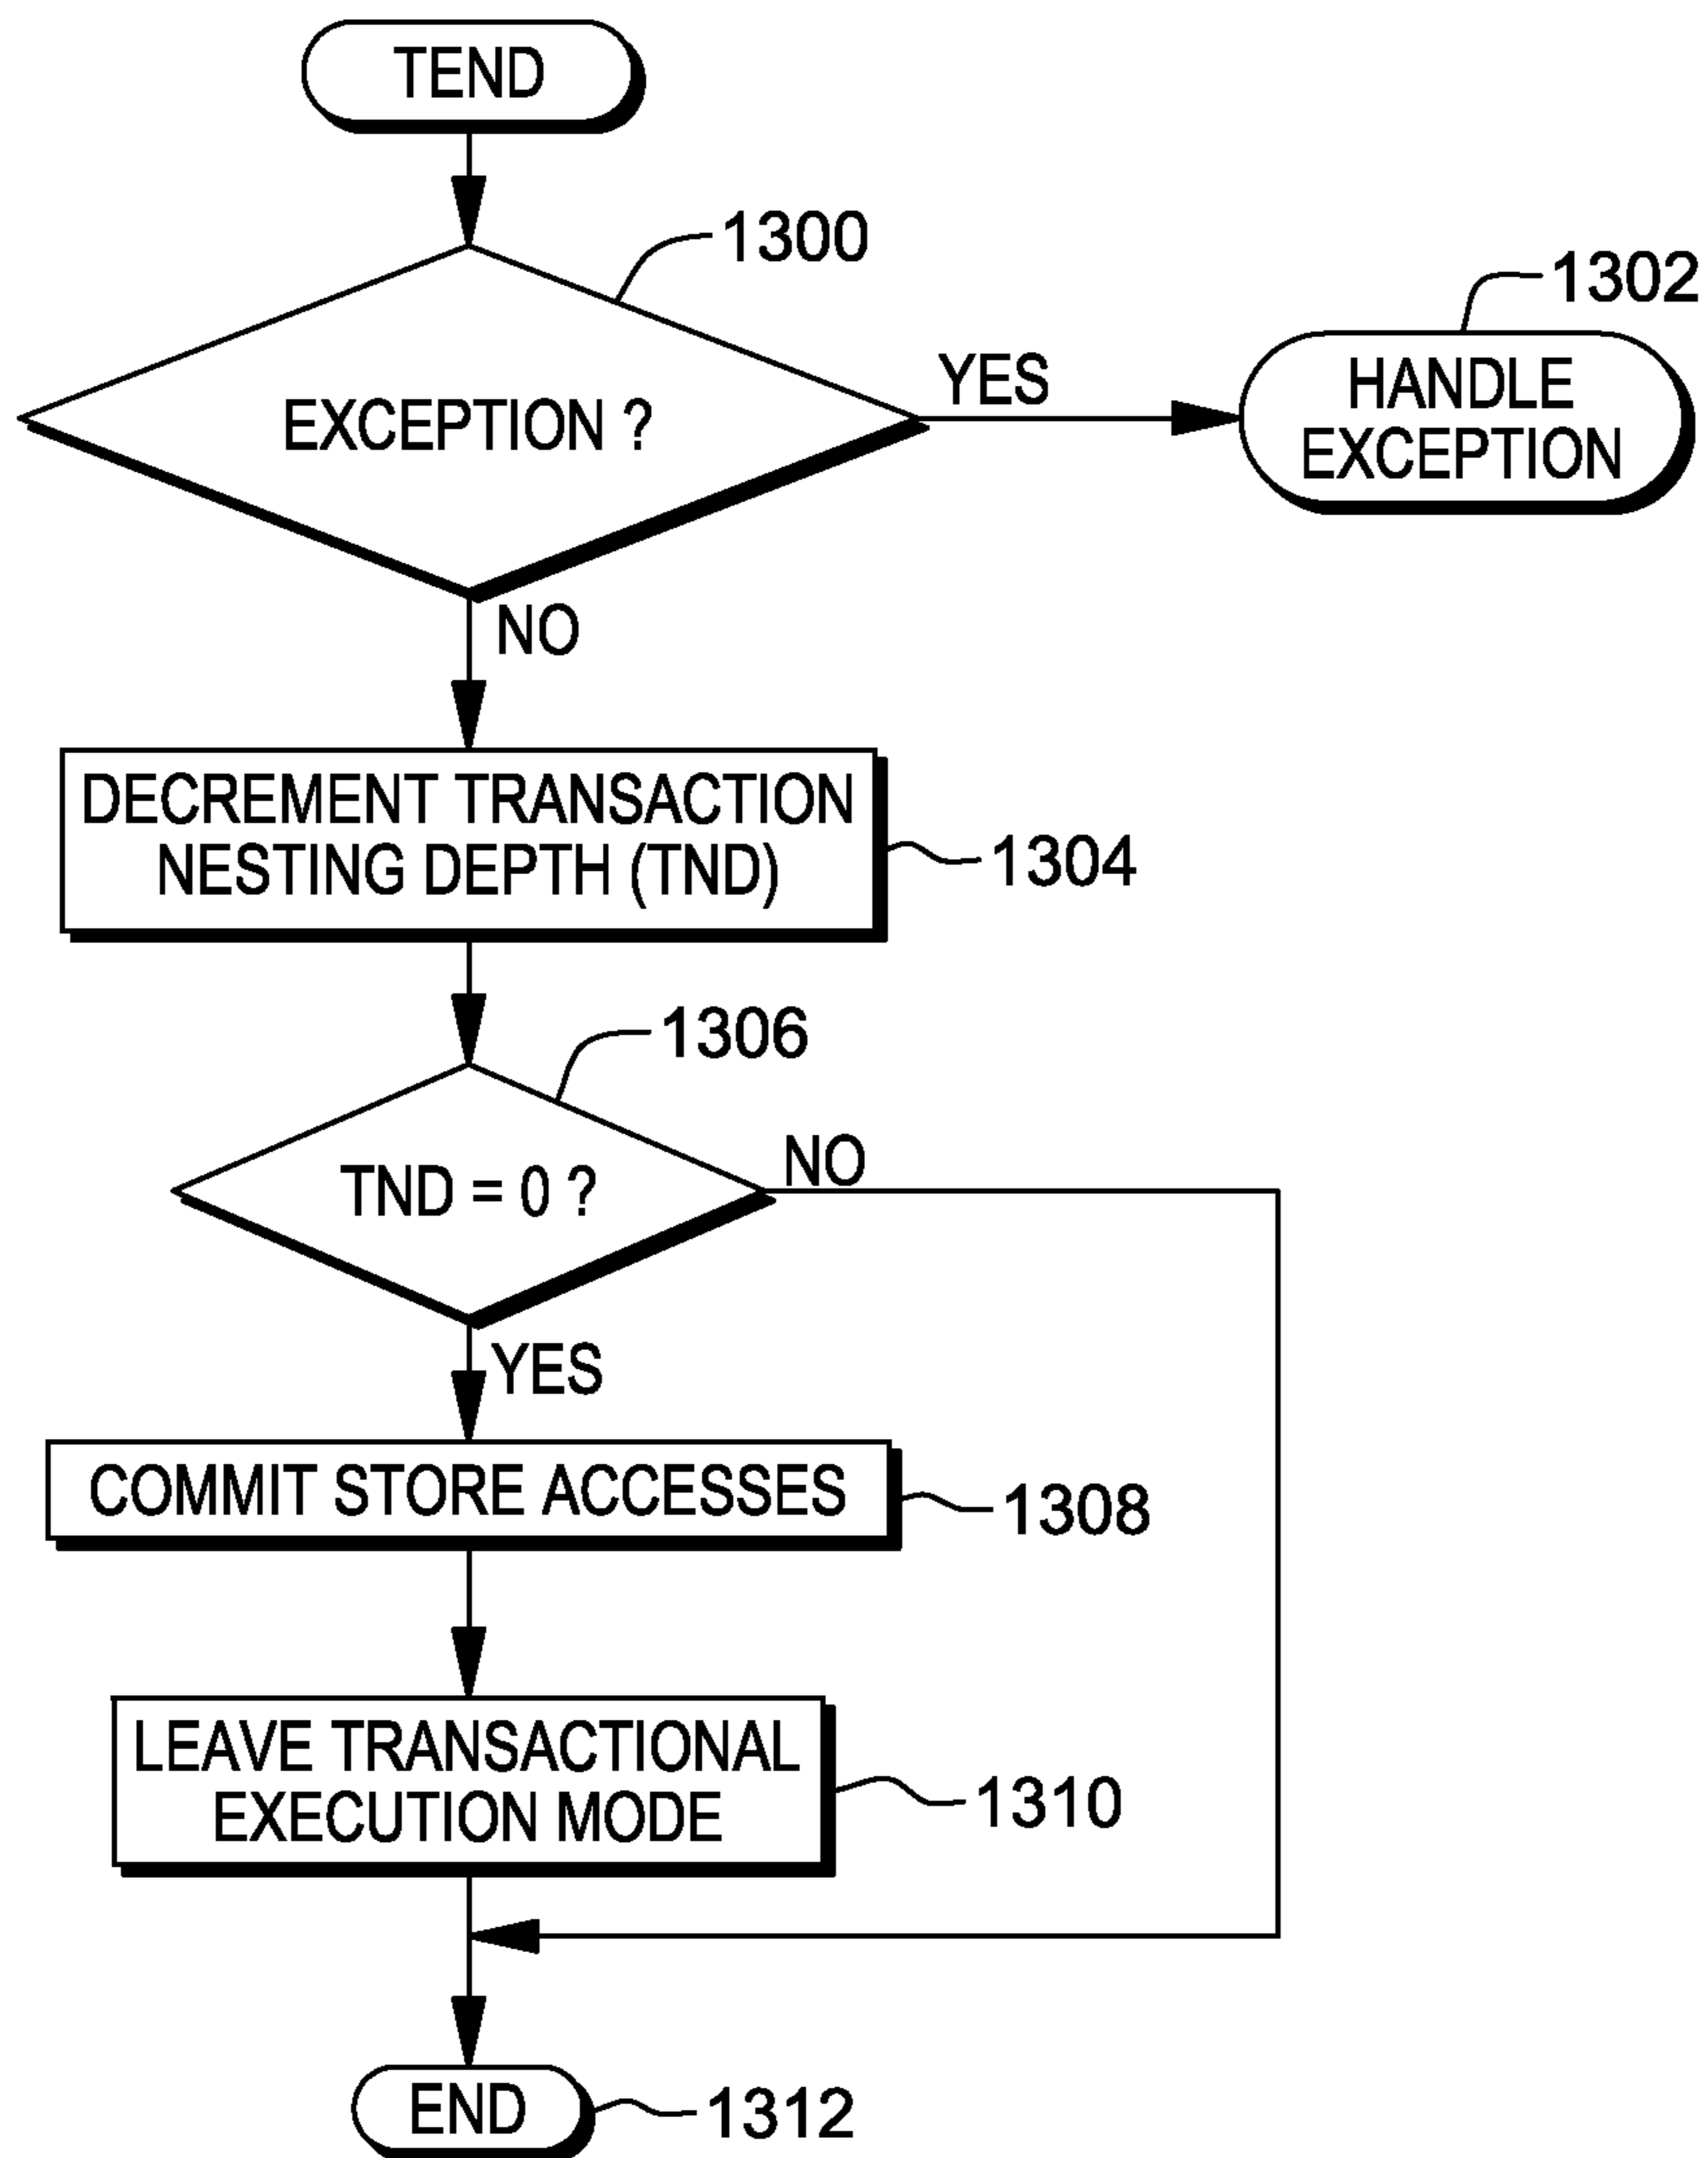 TEND
1300
1302
EXCEPTION ?
YES
HANDLE
EXCEPTION
NO
DECREMENT TRANSACTION
NESTING DEPTH (TND)
1304
1306
TND = 0 ?
NO
YES
COMMIT STORE ACCESSES
1308
LEAVE TRANSACTIONAL
EXECUTION MODE
1310
END
1312